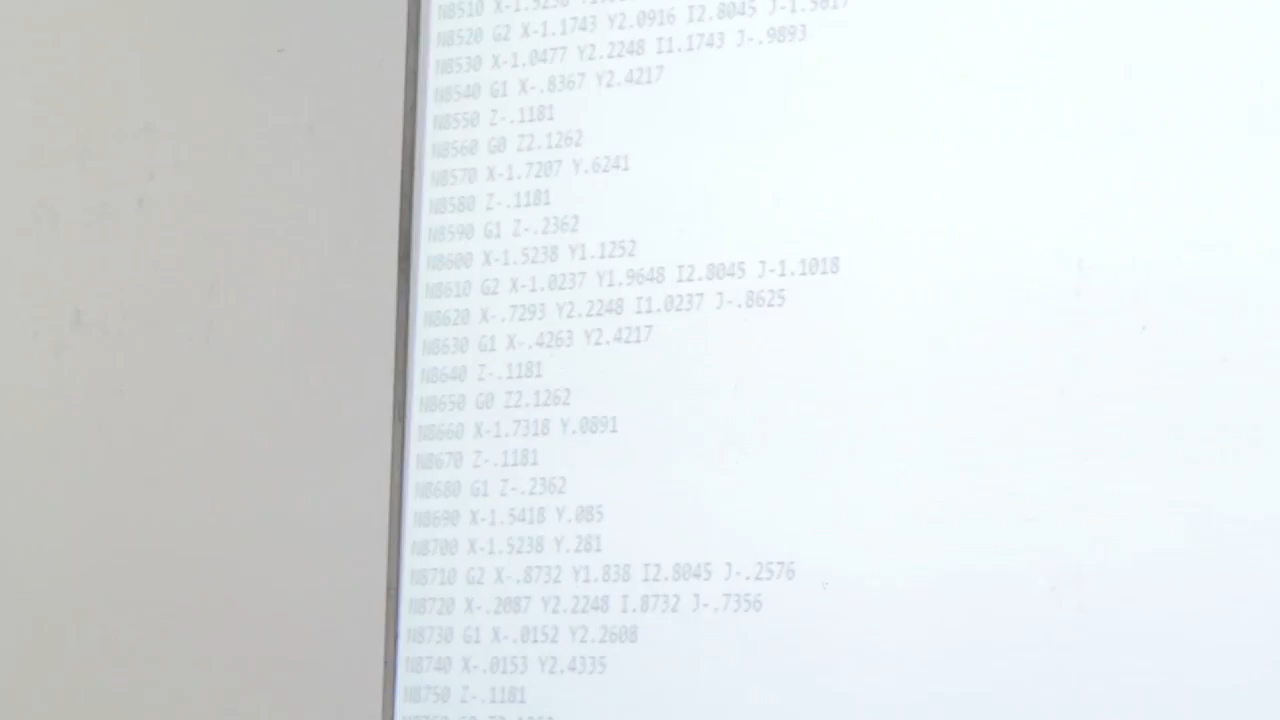 N8510 X-1.5238
N8520 G2 X-1.1743 Y2.0916 I2.8045 J-1.5017
N8530 X-1.0477 Y2.2248 I1.1743 J-.9893
N8540 G1 X-.8367 Y2.4217
N8550 Z-.1181
N8560 G0 Z2.1262
N8570 X-1.7207 Y.6241
N8580 Z-.1181
N8590 G1 Z-.2362
N8600 X-1.5238 Y1.1252
N8610 G2 X-1.0237 Y1.9648 I2.8045 J-1.1018
N8620 X-.7293 Y2.2248 I1.0237 J-.8625
N8630 G1 X-.4263 Y2.4217
N8640 Z-.1181
N8650 G0 Z2.1262
N8660 X-1.7318 Y.0891
N8670 Z-.1181
N8680 G1 Z-.2362
N8690 X-1.5418 Y.085
N8700 X-1.5238 Y.281
N8710 G2 X-.8732 Y1.838 I2.8045 J-.2576
N8720 X-.2087 Y2.2248 I.8732 J-.7356
N8730 G1 X-.0152 Y2.2608
N8740 X-.0153 Y2.4335
N8750 Z-.1181